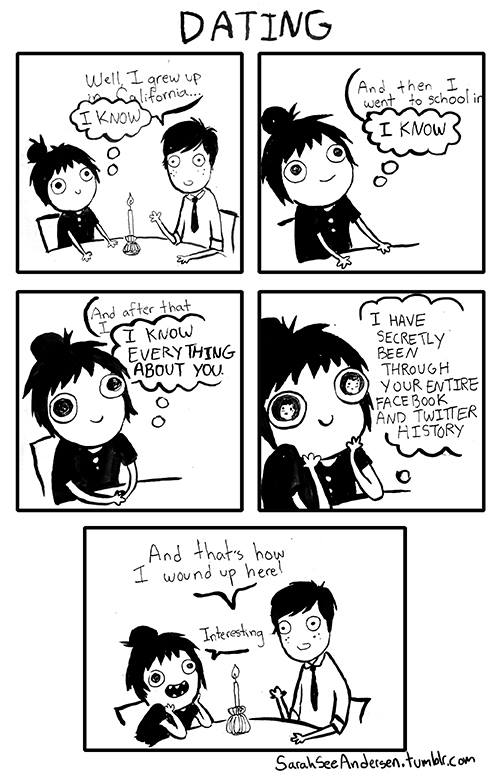 DATING
Well, I grew up
in California...
I KNOW
And then I
went to school in
I KNOW
And after that
I
I KNOW
EVERYTHING
ABOUT YOU.
I HAVE
SECRETLY
BEEN
THROUGH
YOUR ENTIRE
FACEBOOK
AND TWITTER
HISTORY
And that's how
I wound up here!
Interesting
SarahSeeAndersen.tumblr.com